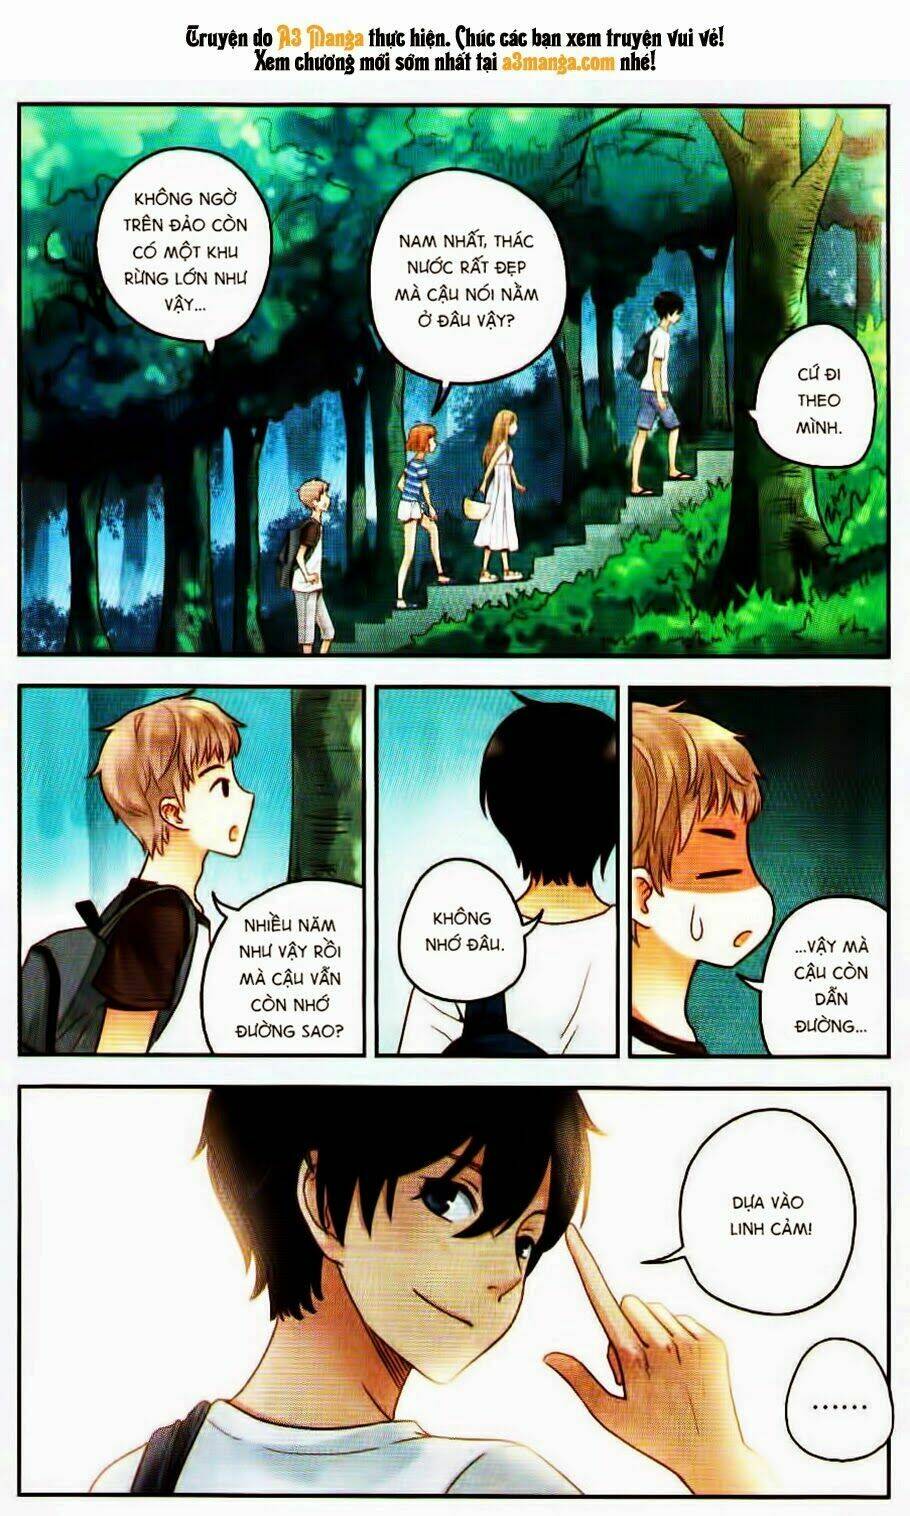 Truyện do A3 Manga thực hiện. Chúc các bạn xem truyện vui vẻ!
Xem chương mới sớm nhất tại a3manga.com nhé!
KHÔNG NGỜ
TRÊN ĐẢO CÒN
CÓ MỘT KHU
RỪNG LỚN NHƯ
VẬY...
NAM NHẤT, THÁC
NƯỚC RẤT ĐẸP
MÀ CẬU NÓI NẰM
Ở ĐÂU VẬY?
CỨ ĐI
THEO
MÌNH.
NHIỀU NĂM
NHƯ VẬY RỒI
MÀ CẬU VẪN
CÒN NHỚ
ĐƯỜNG SAO?
KHÔNG
NHỚ ĐÂU.
...VẬY MÀ
CẬU CÒN
DẪN
ĐƯỜNG...
DỰA VÀO
LINH CẢM!
......